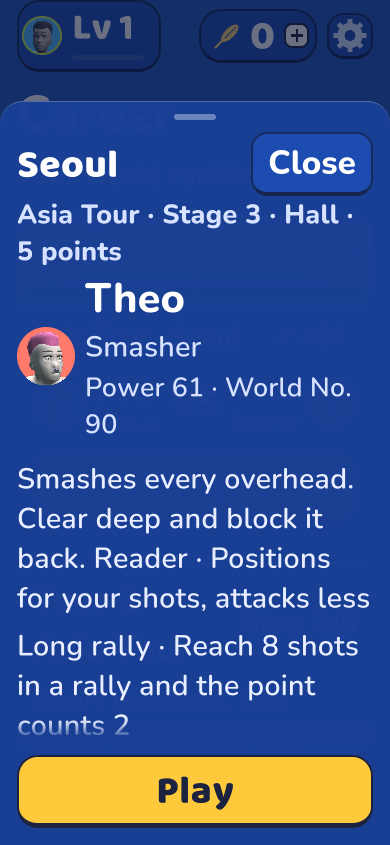 Lv 1
0
Career
Seoul
Close
Asia Tour · Stage 3 · Hall ·
5 points
Theo
Smasher
Power 61 · World No.
90
Smashes every overhead.
Clear deep and block it
back. Reader · Positions
for your shots, attacks less
Long rally · Reach 8 shots
in a rally and the point
counts 2
Play